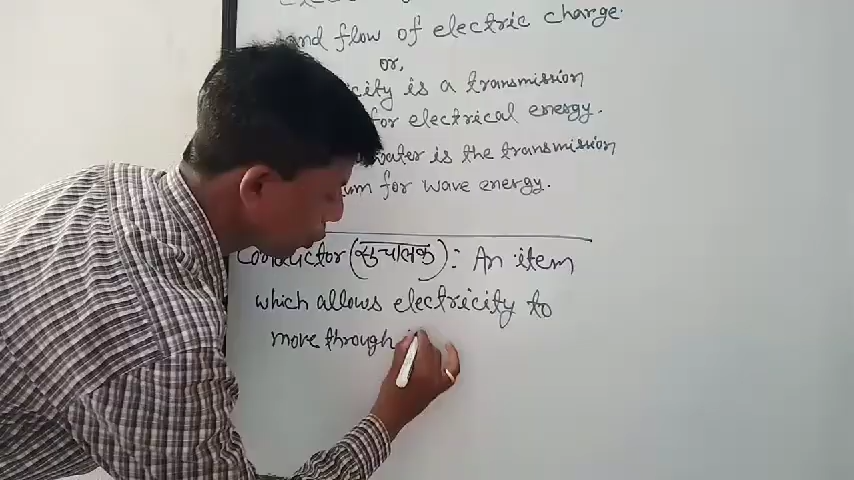 and flow of electric charge.
or,
city is a transmission
for electrical energy.
water is the transmission
um for wave energy.
Conductor (सुचालक) : An item
which allows electricity to
move through